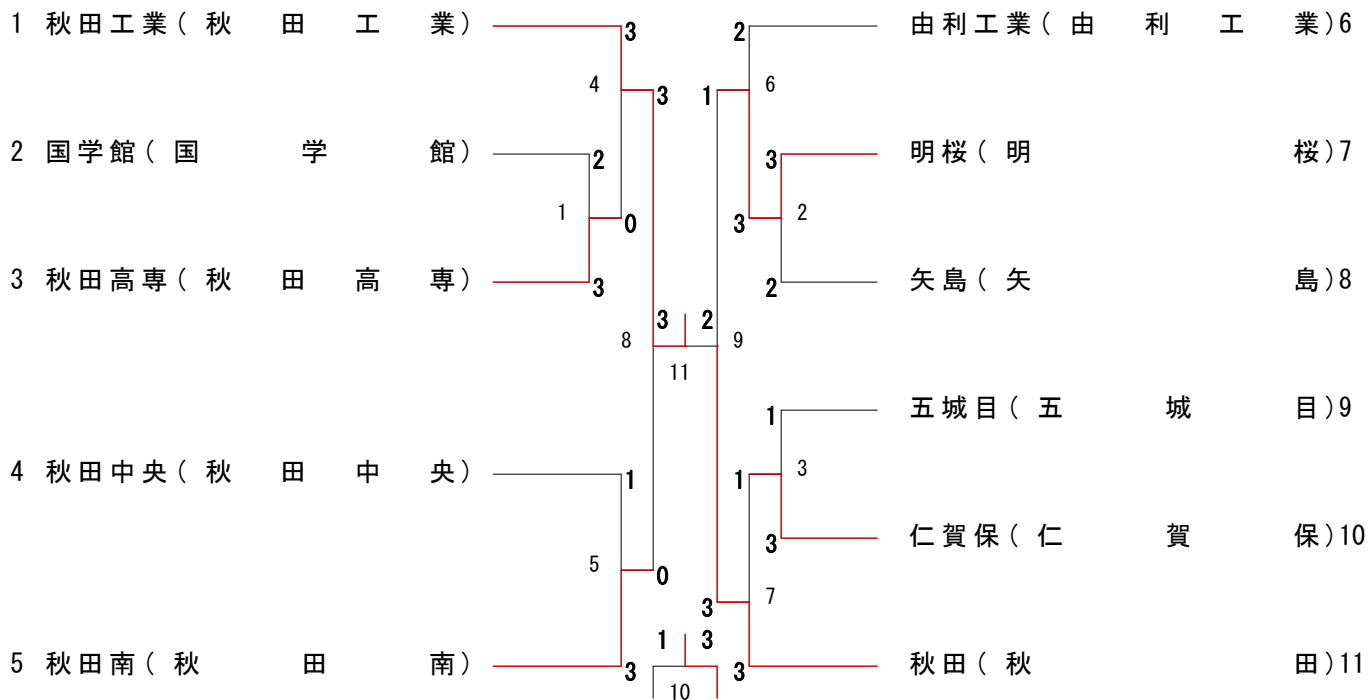 1 秋田工業(秋田工業) 3 2 由利工業(由利工業)6
4 3 1 6
2 国学館(国学館) 2 3 明桜(明桜)7
1 0 3 2
3 秋田高専(秋田高専) 3 2 矢島(矢島)8
8 3 2 9
11
1 五城目(五城目)9
4 秋田中央(秋田中央) 1 1 3
3 仁賀保(仁賀保)10
5 0 3 7
1 3
5 秋田南(秋田南) 3 3 秋田(秋田)11
10